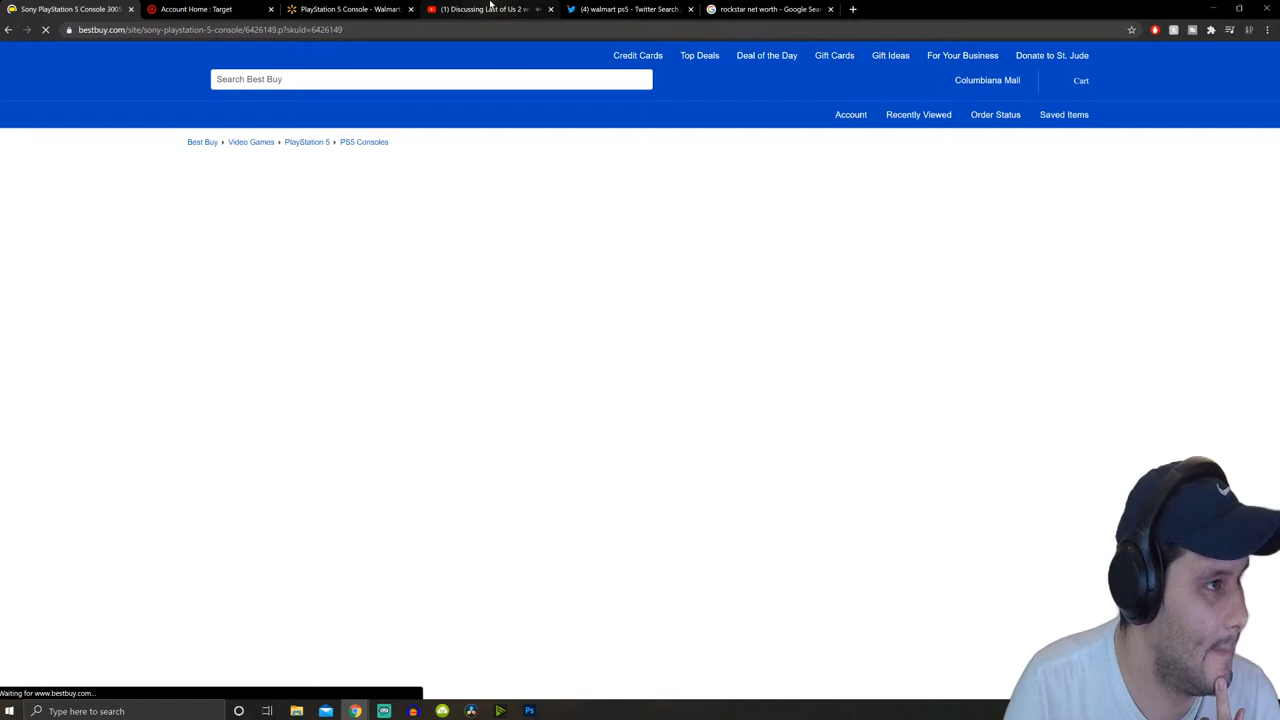 Sony PlayStation 5 Console 3005
Account Home : Target
PlayStation 5 Console - Walmart.
(1) Discussing Last of Us 2 w
(4) walmart ps5 - Twitter Search
rockstar net worth - Google Sea
bestbuy.com/site/sony-playstation-5-console/6426149.p?skuId=6426149
Credit Cards Top Deals Deal of the Day Gift Cards Gift Ideas For Your Business Donate to St. Jude
Search Best Buy
Columbiana Mall
Cart
Account Recently Viewed Order Status Saved Items
Best Buy Video Games PlayStation 5 PS5 Consoles
Waiting for www.bestbuy.com...
Type here to search
Ps